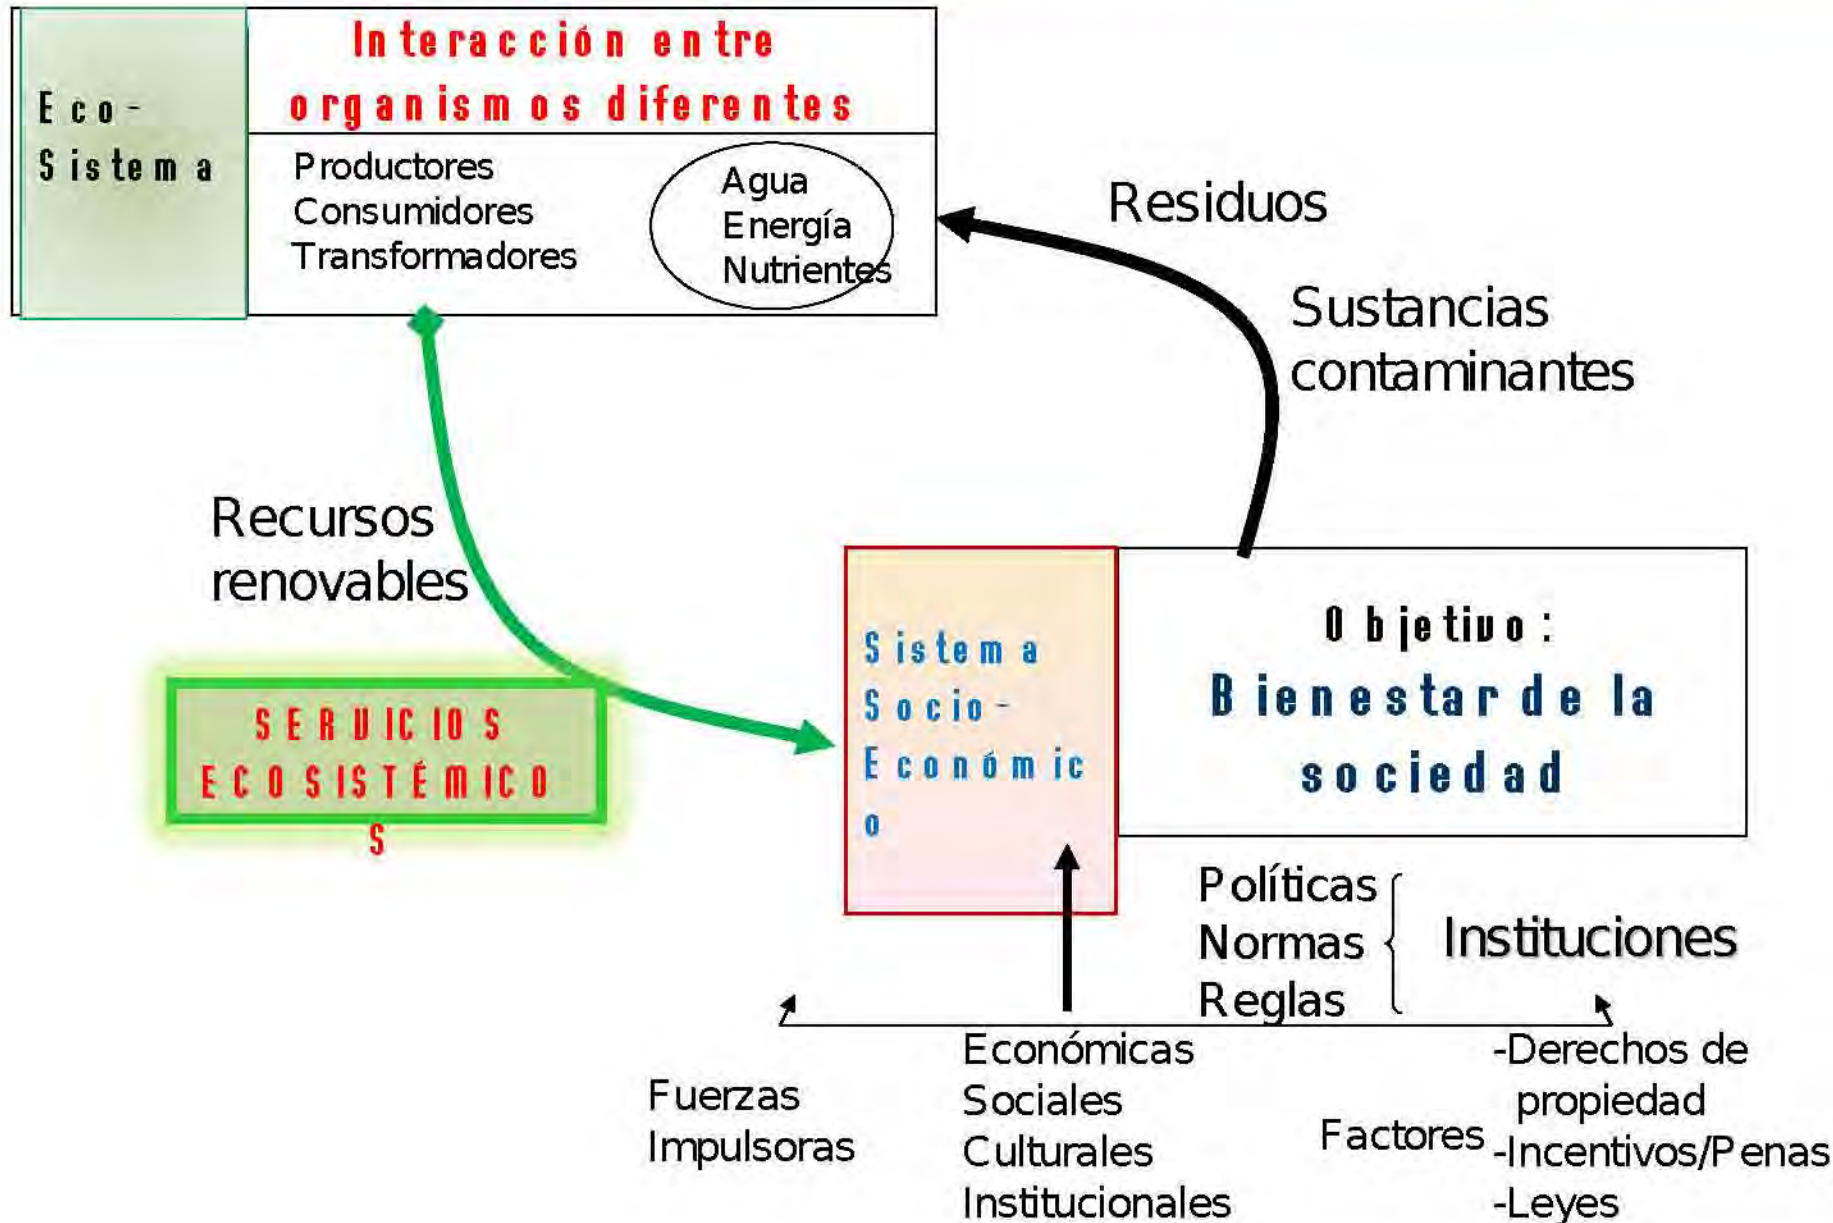 Eco-
Sistema
Interacción entre
organismos diferentes
Productores
Consumidores
Transformadores
Agua
Energía
Nutrientes
Residuos
Sustancias
contaminantes
Recursos
renovables
SERVICIOS
ECOSISTÉMICO
S
Sistema
Socio-
Económic
o
Objetivo:
Bienestar de la
sociedad
Políticas
Normas
Reglas
Instituciones
Fuerzas
Impulsoras
Económicas
Sociales
Culturales
Institucionales
Factores
-Derechos de
propiedad
-Incentivos/Penas
-Leyes